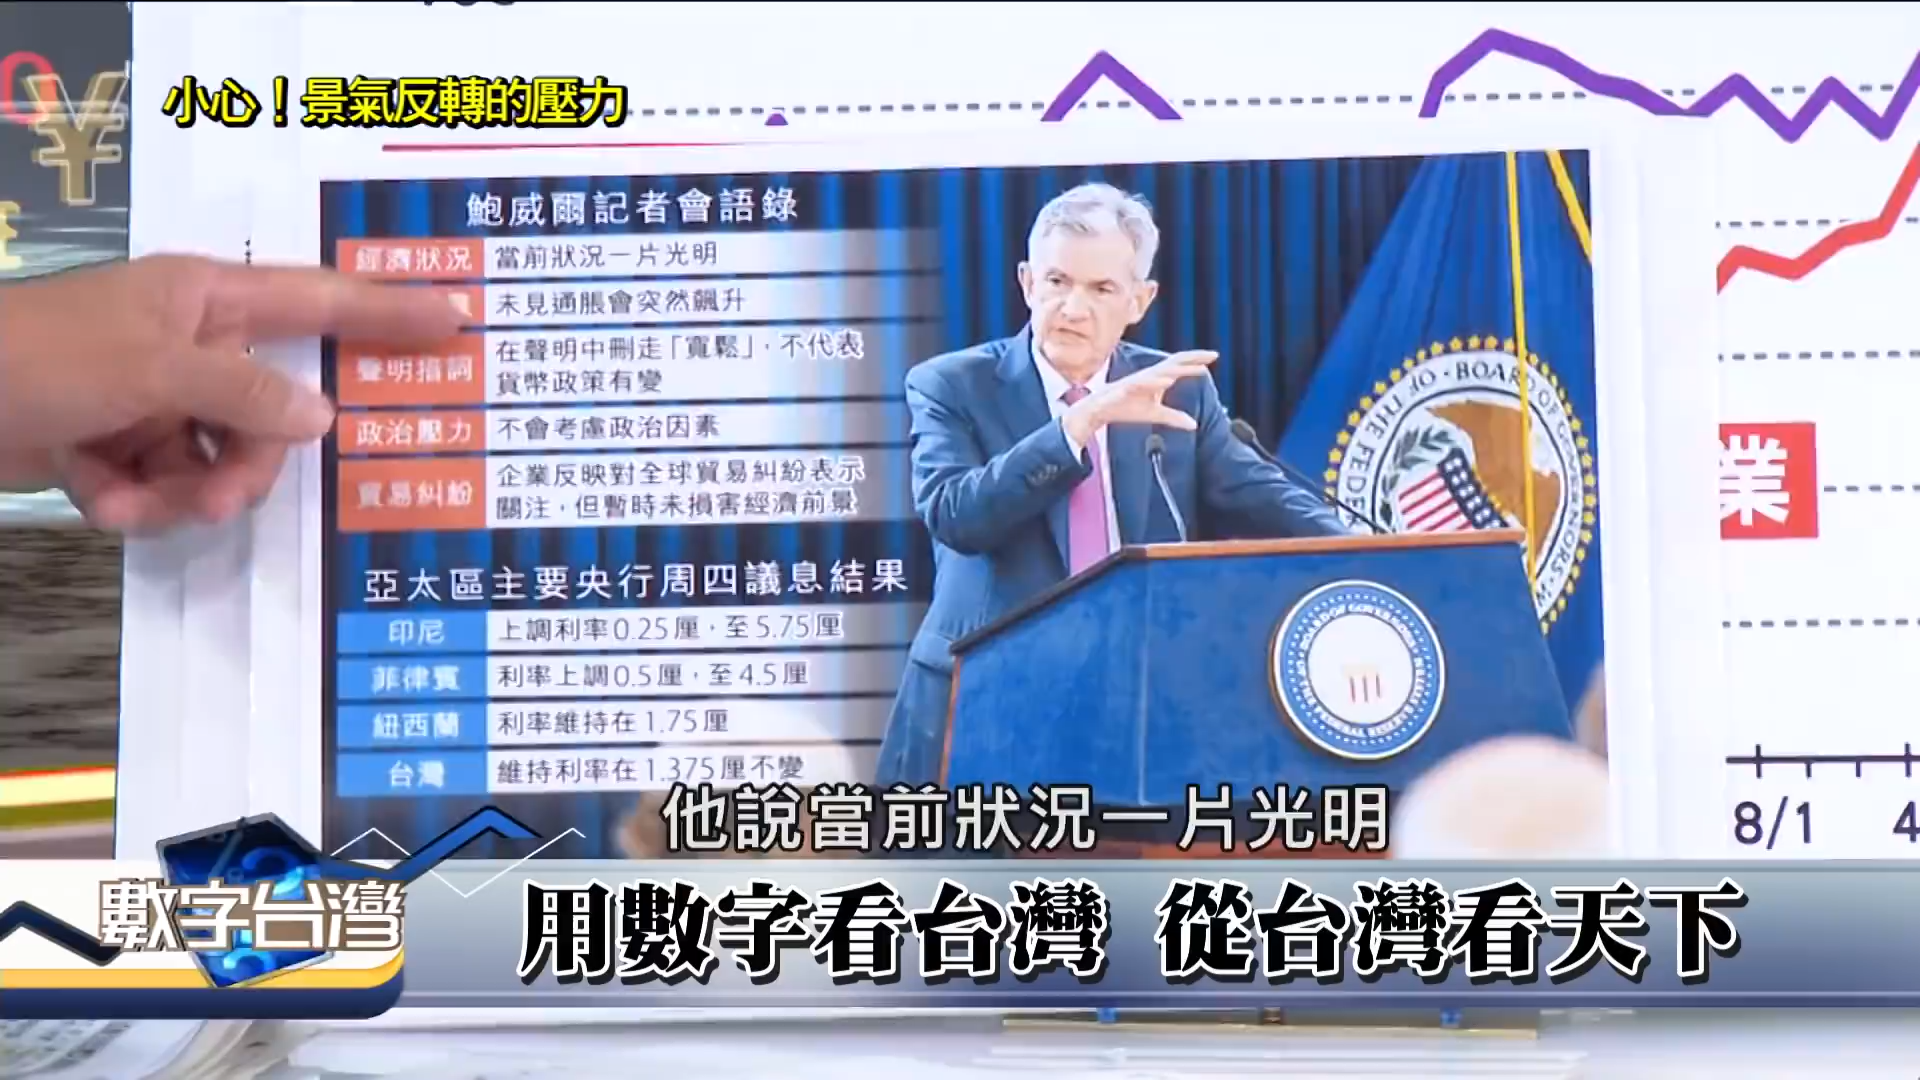 小心！景氣反轉的壓力
¥
鮑威爾記者會語錄
經濟狀況 當前狀況一片光明
未見通脹會突然飆升
聲明措詞 在聲明中刪走「寬鬆」，不代表
貨幣政策有變
政治壓力 不會考慮政治因素
貿易糾紛 企業反映對全球貿易糾紛表示
關注，但暫時未損害經濟前景
亞太區主要央行周四議息結果
印尼 上調利率0.25厘，至5.75厘
菲律賓 利率上調0.5厘，至4.5厘
紐西蘭 利率維持在1.75厘
台灣 維持利率在1.375厘不變
業
8/1 4
他說當前狀況一片光明
數字台灣
用數字看台灣 從台灣看天下